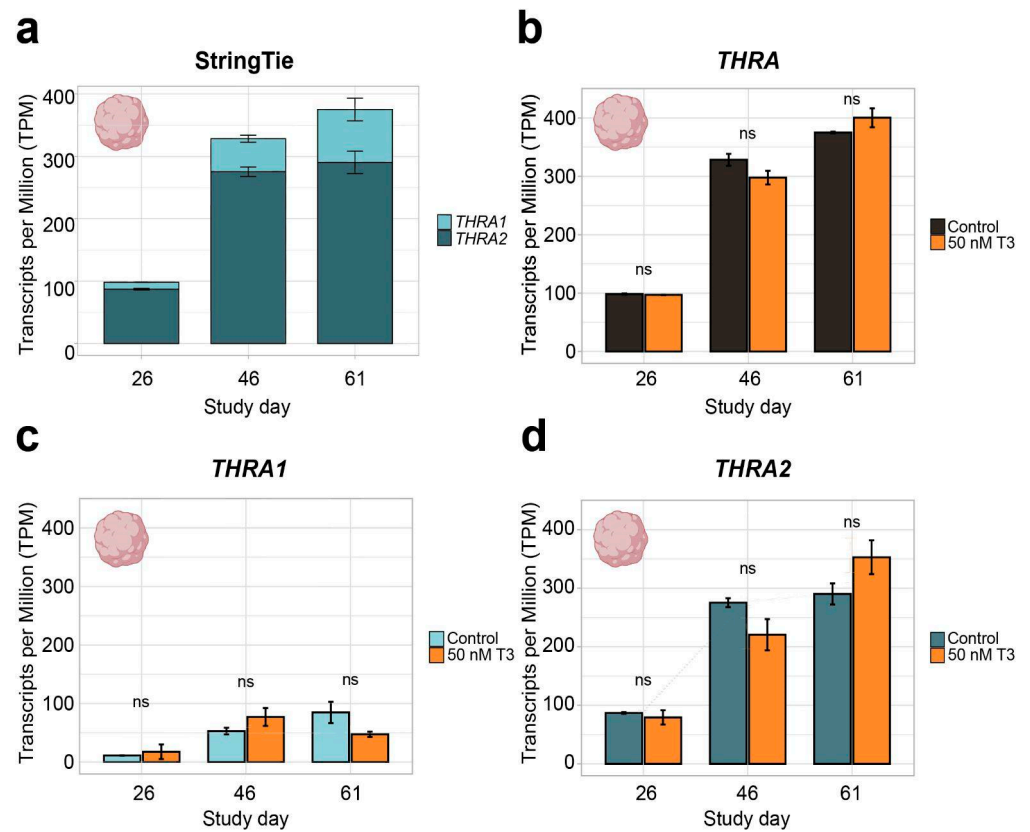 a
StringTie
Transcripts per Million (TPM)
400
300
200
100
0
26 46 61
Study day
THRA1
THRA2
b
THRA
Transcripts per Million (TPM)
400
300
200
100
0
ns ns ns
26 46 61
Study day
Control
50 nM T3
c
THRA1
Transcripts per Million (TPM)
400
300
200
100
0
ns ns ns
26 46 61
Study day
Control
50 nM T3
d
THRA2
Transcripts per Million (TPM)
400
300
200
100
0
ns ns ns
26 46 61
Study day
Control
50 nM T3